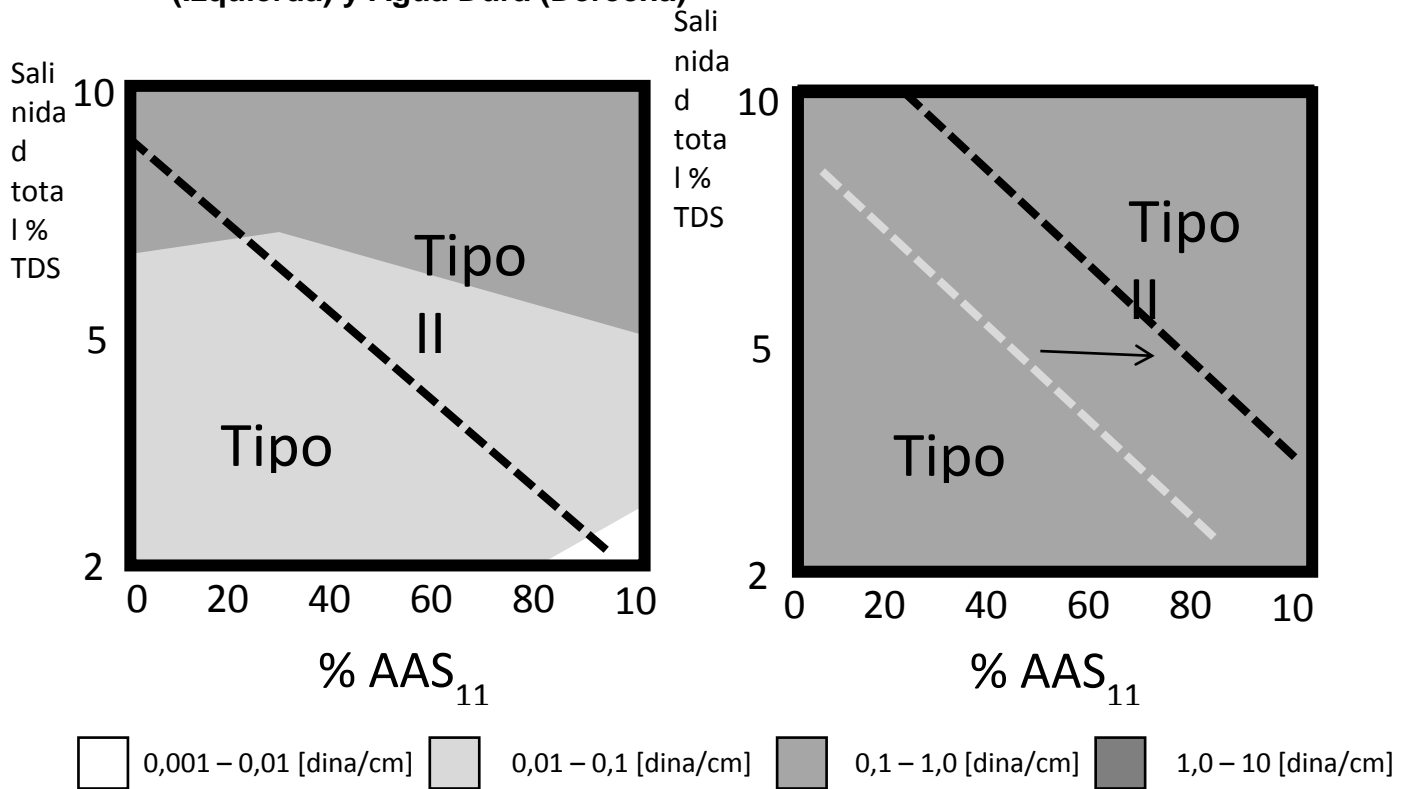 y Agua Dura
Sali
nida
d
tota
l %
TDS
10
5
2
Tipo
II
Tipo
0 20 40 60 80 10
% AAS11
Sali
nida
d
tota
l %
TDS
10
5
2
Tipo
II
Tipo
0 20 40 60 80 10
% AAS11
0,001 – 0,01 [dina/cm]
0,01 – 0,1 [dina/cm]
0,1 – 1,0 [dina/cm]
1,0 – 10 [dina/cm]